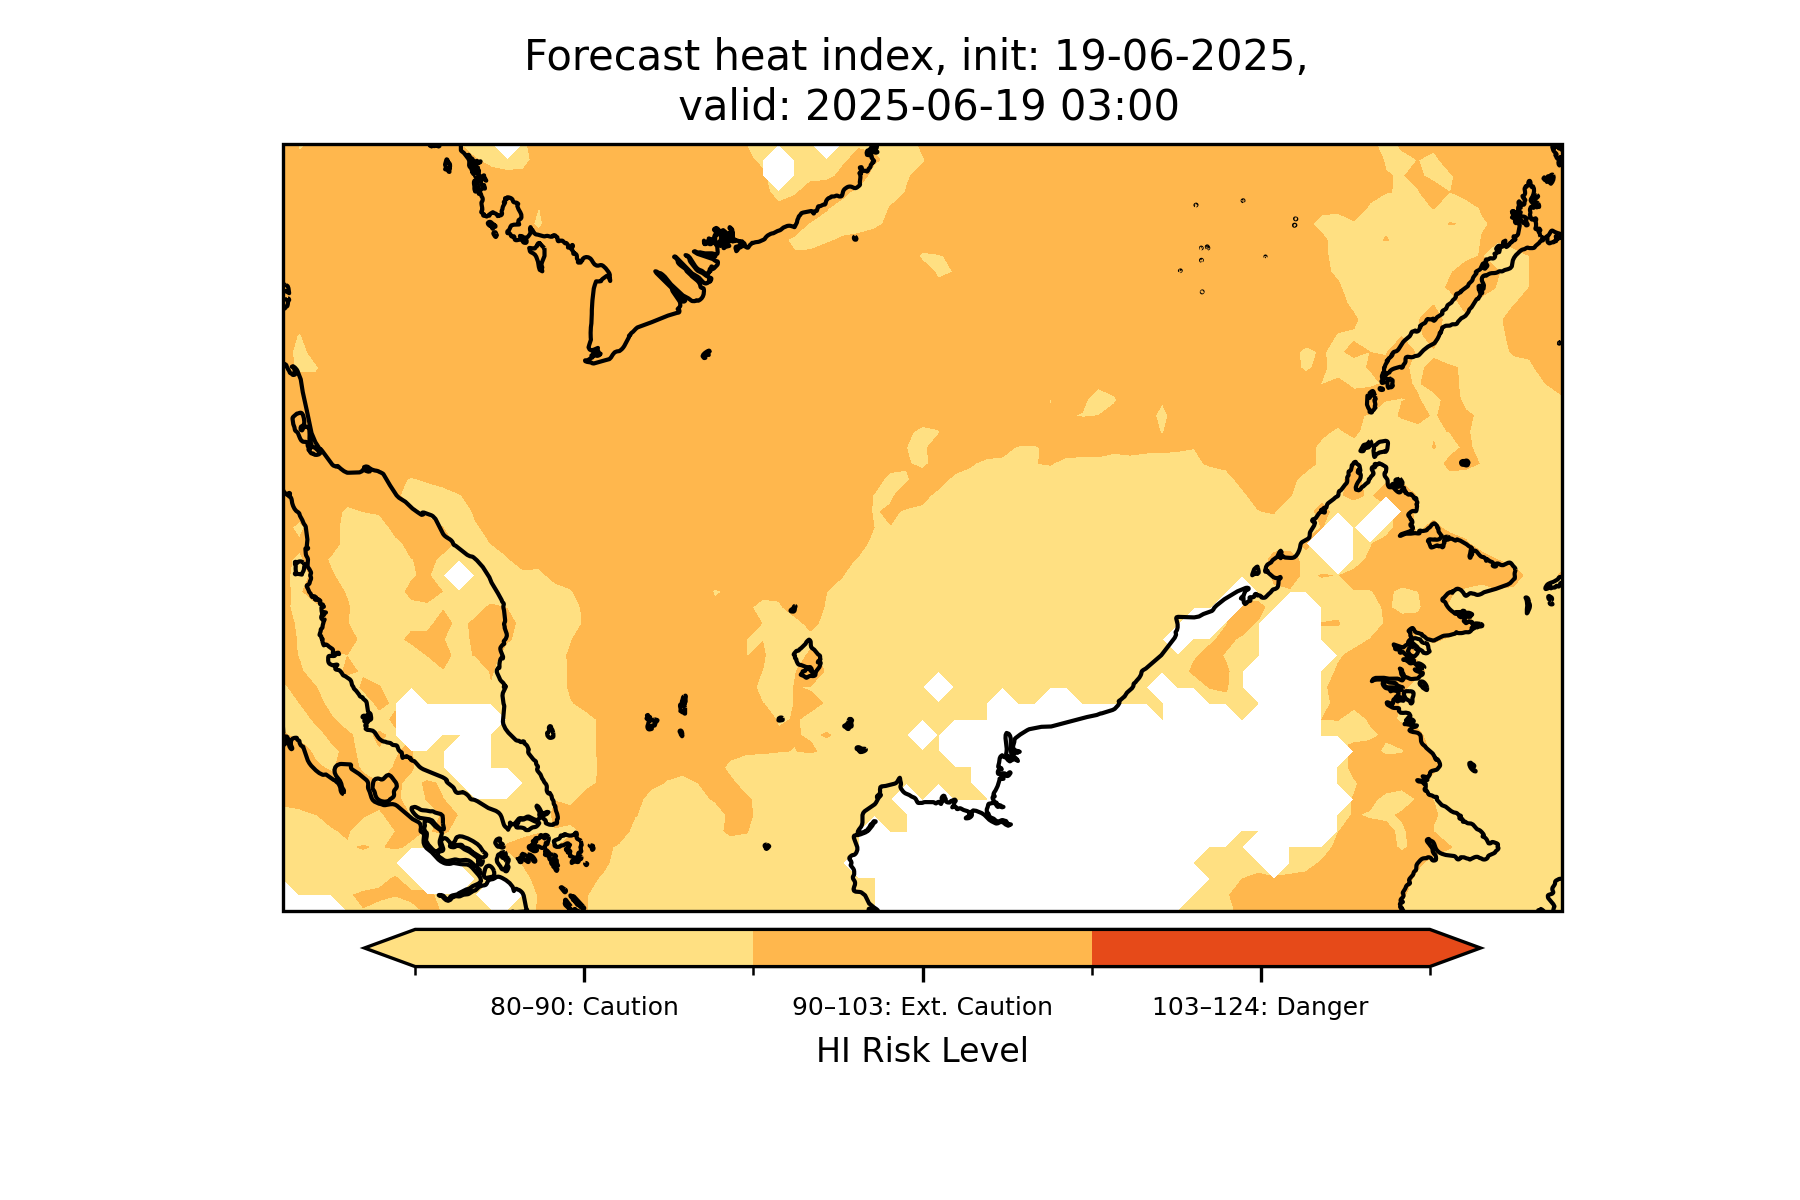 Forecast heat index, init: 19-06-2025,
valid: 2025-06-19 03:00
80–90: Caution
90–103: Ext. Caution
103–124: Danger
HI Risk Level